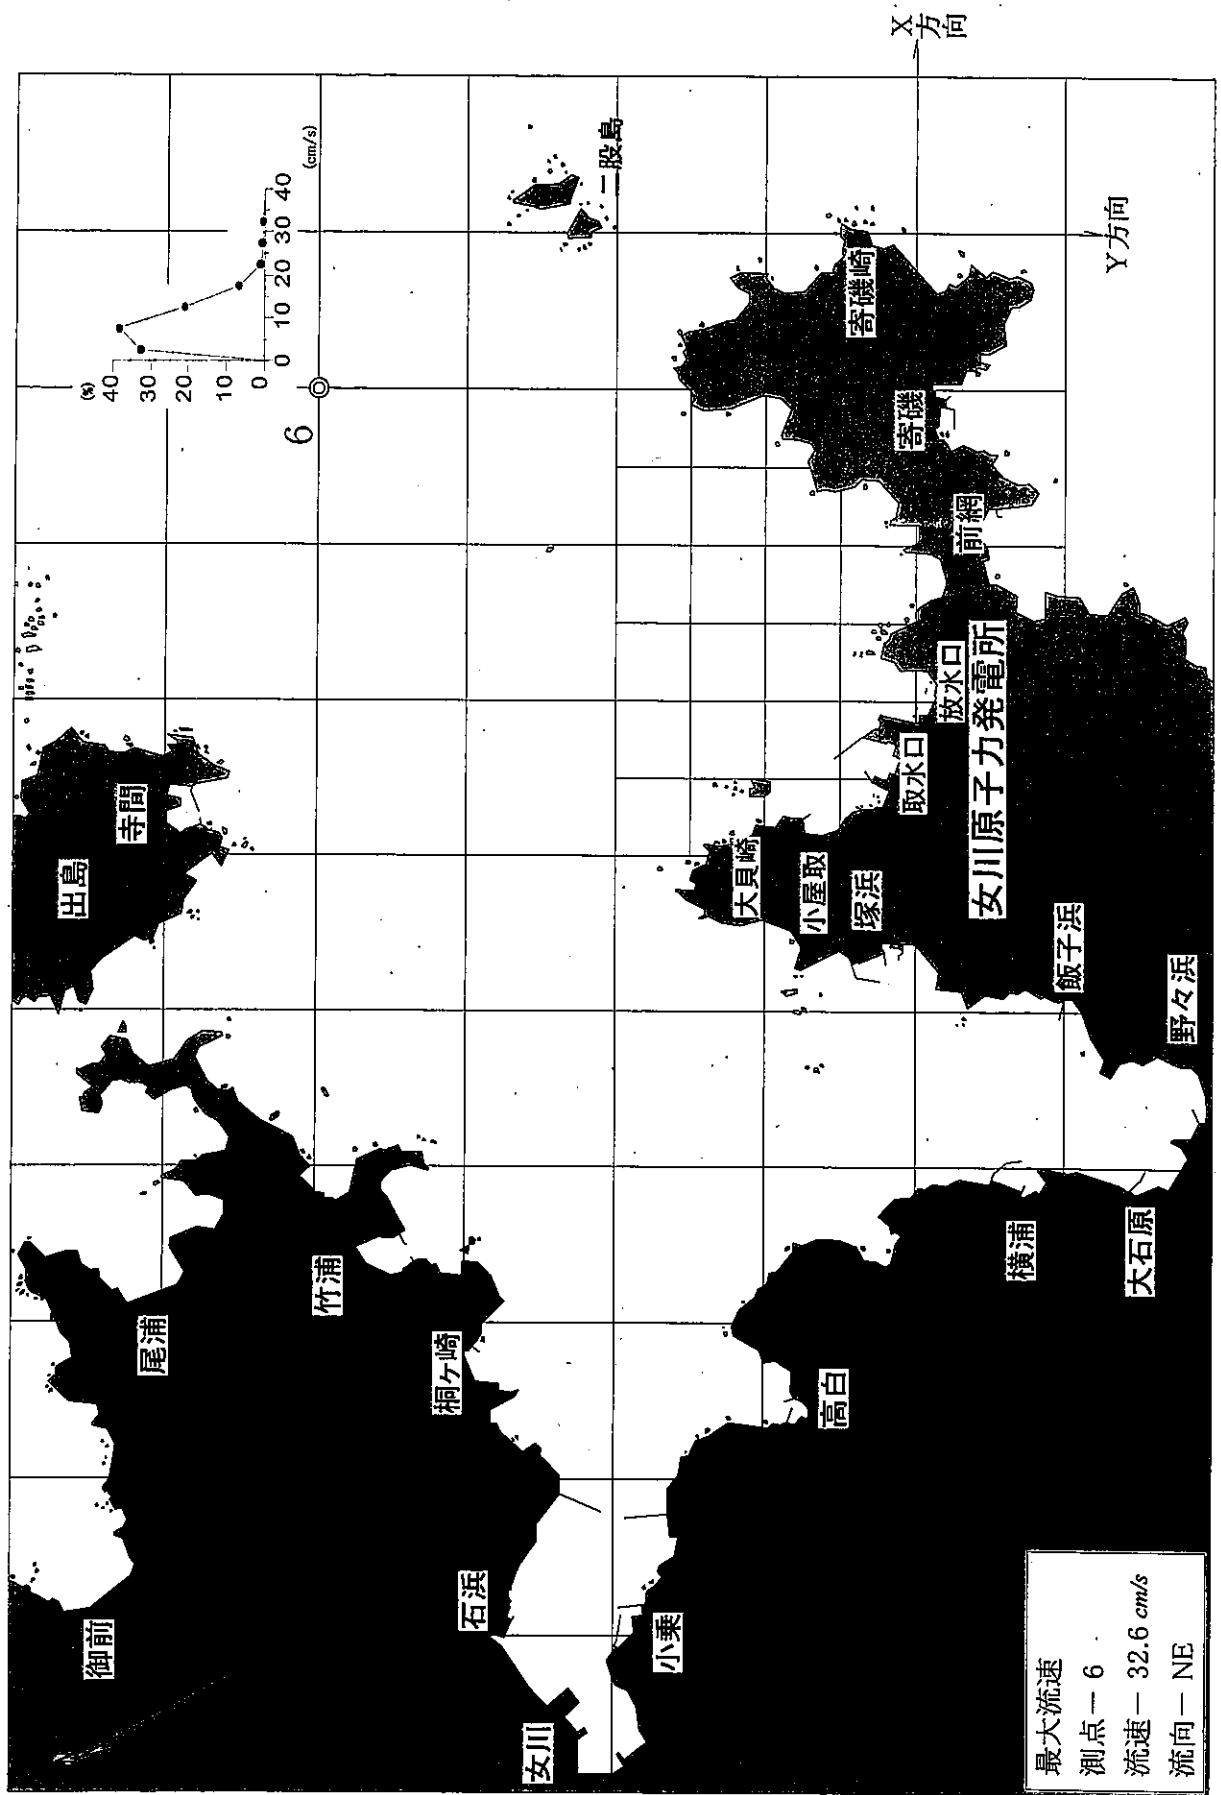 X方向
Y方向
(%)
40
30
20
10
0
0
10
20
30
40
(cm/s)
6
二股島
寄磯崎
寄磯
前網
放水口
女川原子力発電所
取水口
大貝崎
小屋取
塚浜
飯子浜
野々浜
寺間
出島
横浦
大石原
竹浦
尾浦
桐ヶ崎
高白
石浜
御前
小乗
女川
最大流速
測点－6
流速－32.6 cm/s
流向－NE